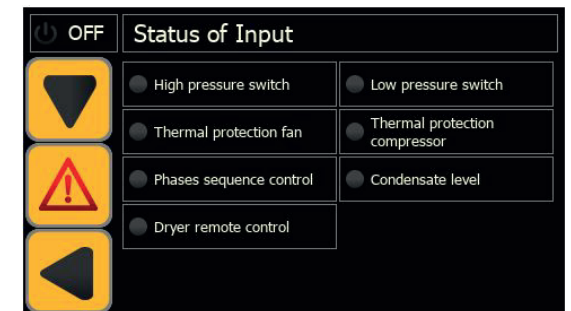 OFF
Status of Input
High pressure switch
Low pressure switch
Thermal protection fan
Thermal protection
compressor
Phases sequence control
Condensate level
Dryer remote control